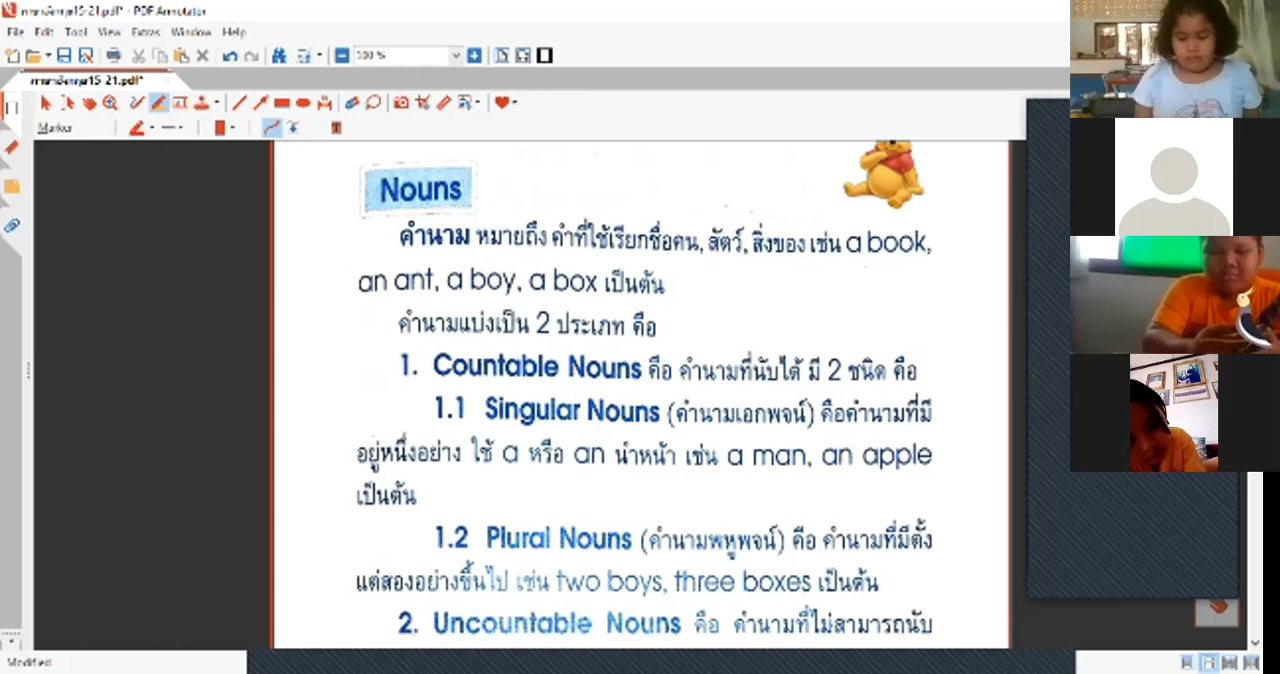 PDF Annotator
File Edit Tool View Extras Window Help
100 %
Marker
Nouns
คำนาม หมายถึง คำที่ใช้เรียกชื่อคน, สัตว์, สิ่งของ เช่น a book,
an ant, a boy, a box เป็นต้น
คำนามแบ่งเป็น 2 ประเภท คือ
1. Countable Nouns คือ คำนามที่นับได้ มี 2 ชนิด คือ
1.1 Singular Nouns (คำนามเอกพจน์) คือคำนามที่มี
อยู่หนึ่งอย่าง ใช้ a หรือ an นำหน้า เช่น a man, an apple
เป็นต้น
1.2 Plural Nouns (คำนามพหูพจน์) คือ คำนามที่มีตั้ง
แต่สองอย่างขึ้นไป เช่น two boys, three boxes เป็นต้น
2. Uncountable Nouns คือ คำนามที่ไม่สามารถนับ
Modified